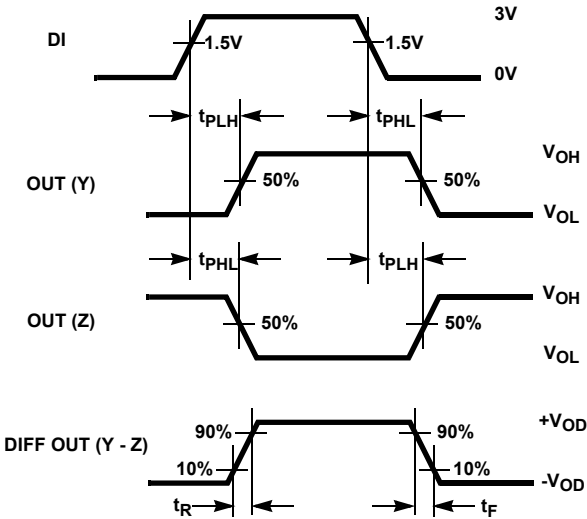 3V
DI
1.5V
1.5V
0V
tPLH
tPHL
VOH
OUT (Y)
50%
50%
VOL
tPHL
tPLH
VOH
OUT (Z)
50%
50%
VOL
+VOD
90%
90%
DIFF OUT (Y - Z)
10%
10%
-VOD
tR
tF